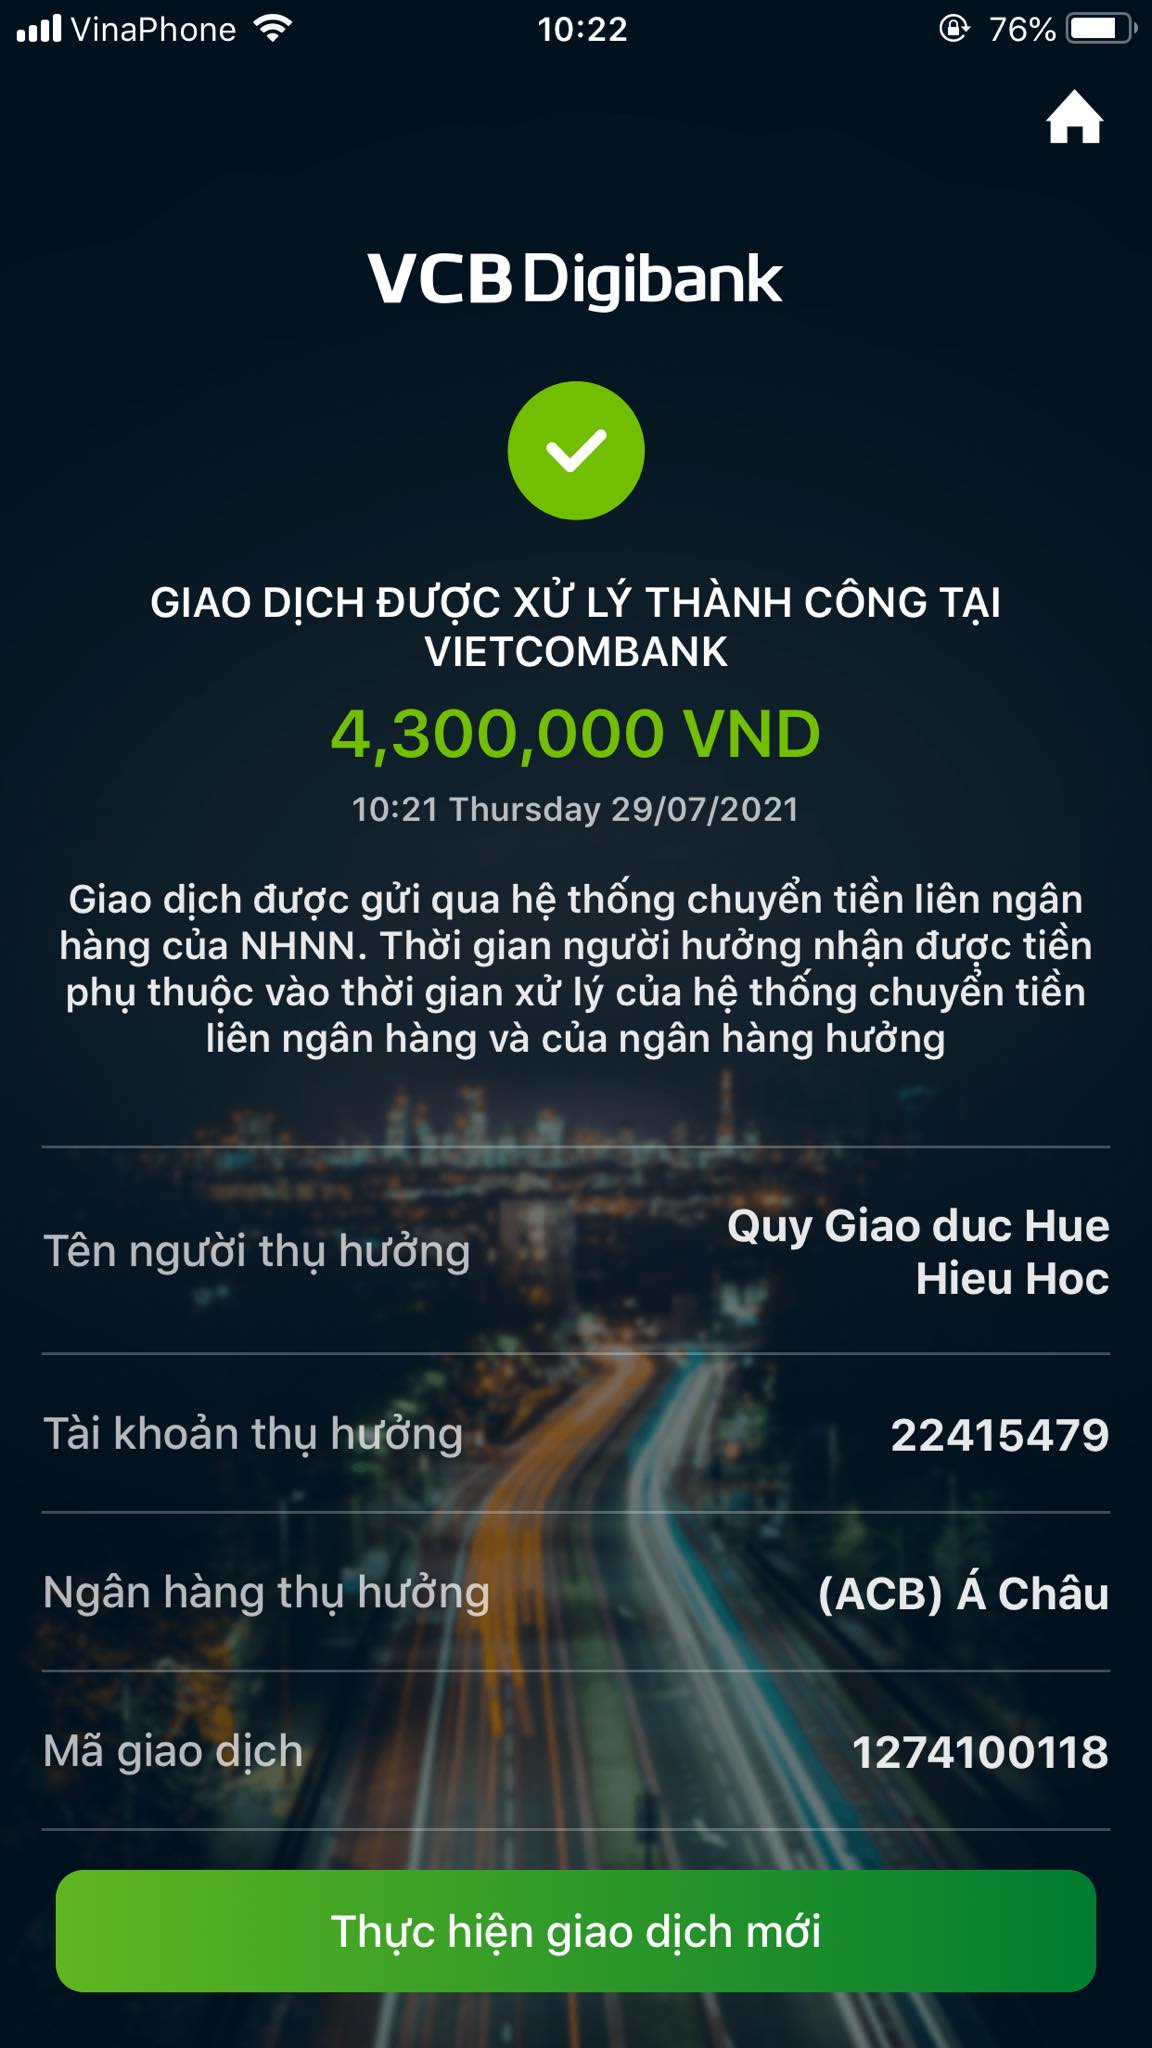 VinaPhone 10:22 76%
VCB Digibank
GIAO DỊCH ĐƯỢC XỬ LÝ THÀNH CÔNG TẠI
VIETCOMBANK
4,300,000 VND
10:21 Thursday 29/07/2021
Giao dịch được gửi qua hệ thống chuyển tiền liên ngân
hàng của NHNN. Thời gian người hưởng nhận được tiền
phụ thuộc vào thời gian xử lý của hệ thống chuyển tiền
liên ngân hàng và của ngân hàng hưởng
Tên người thụ hưởng Quy Giao duc Hue
Hieu Hoc
Tài khoản thụ hưởng 22415479
Ngân hàng thụ hưởng (ACB) Á Châu
Mã giao dịch 1274100118
Thực hiện giao dịch mới